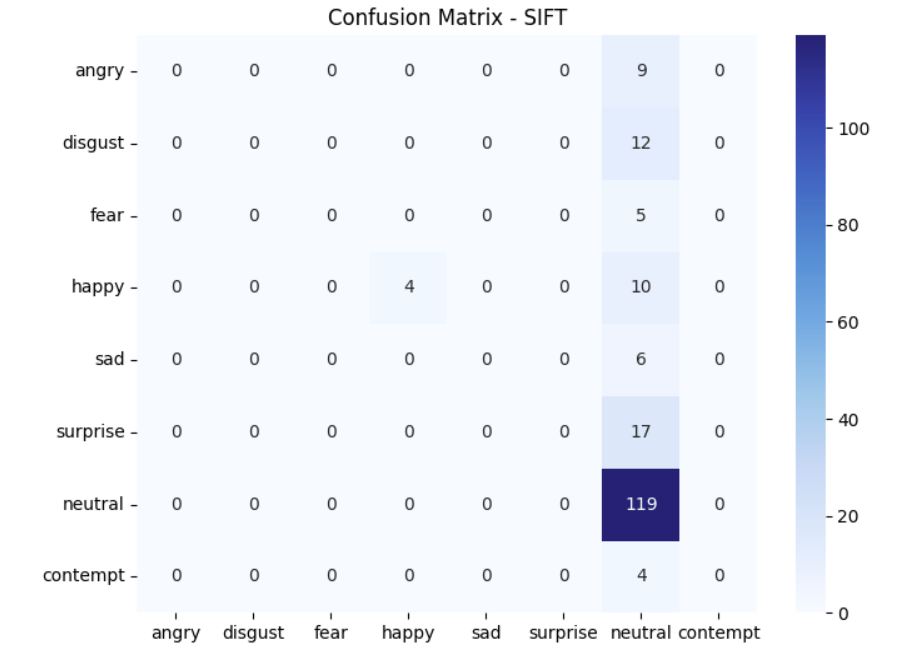 Confusion Matrix - SIFT
angry 0 0 0 0 0 0 9 0
disgust 0 0 0 0 0 0 12 0
fear 0 0 0 0 0 0 5 0
happy 0 0 0 4 0 0 10 0
sad 0 0 0 0 0 0 6 0
surprise 0 0 0 0 0 0 17 0
neutral 0 0 0 0 0 0 119 0
contempt 0 0 0 0 0 0 4 0
angry disgust fear happy sad surprise neutral contempt
100
80
60
40
20
0